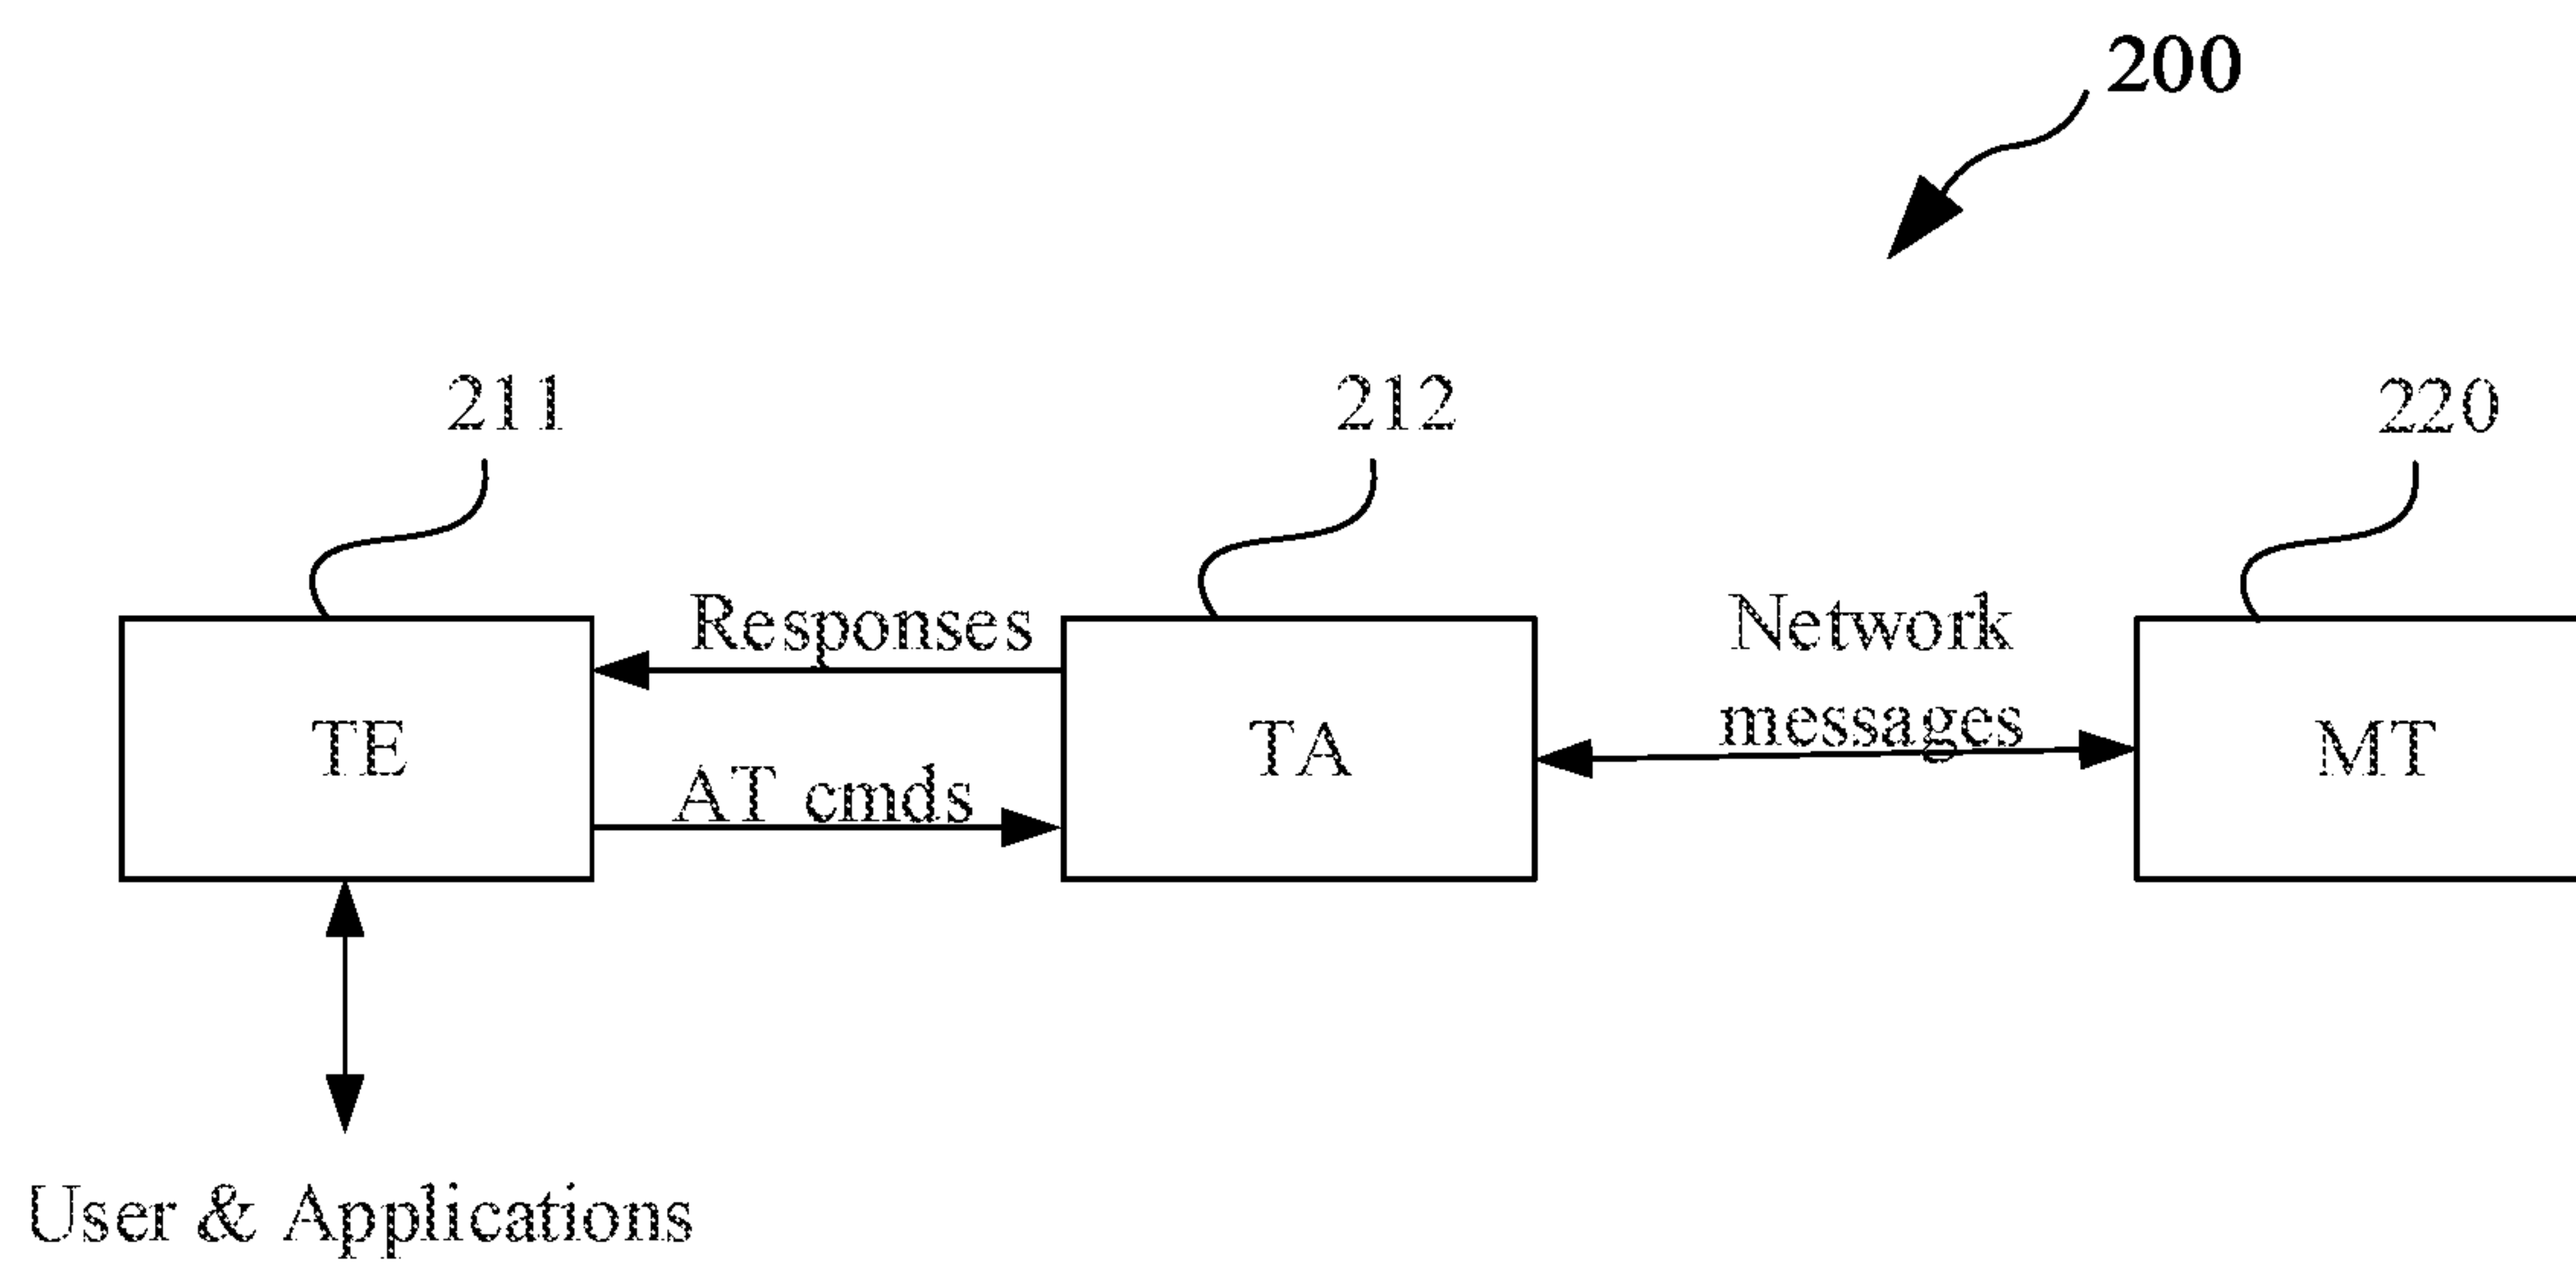 200
211
212
220
Responses
Network
messages
TE
TA
MT
AT cmds
User & Applications